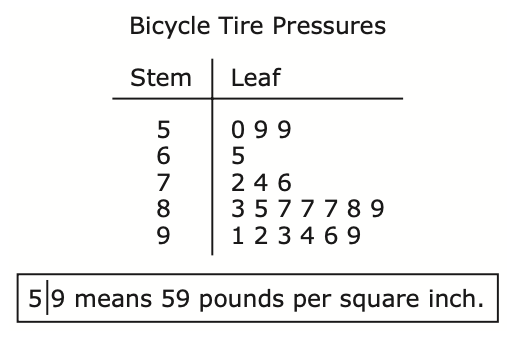 Bicycle Tire Pressures
Stem Leaf
5 0 9 9
6 5
7 2 4 6
8 3 5 7 7 7 8 9
9 1 2 3 4 6 9
5|9 means 59 pounds per square inch.